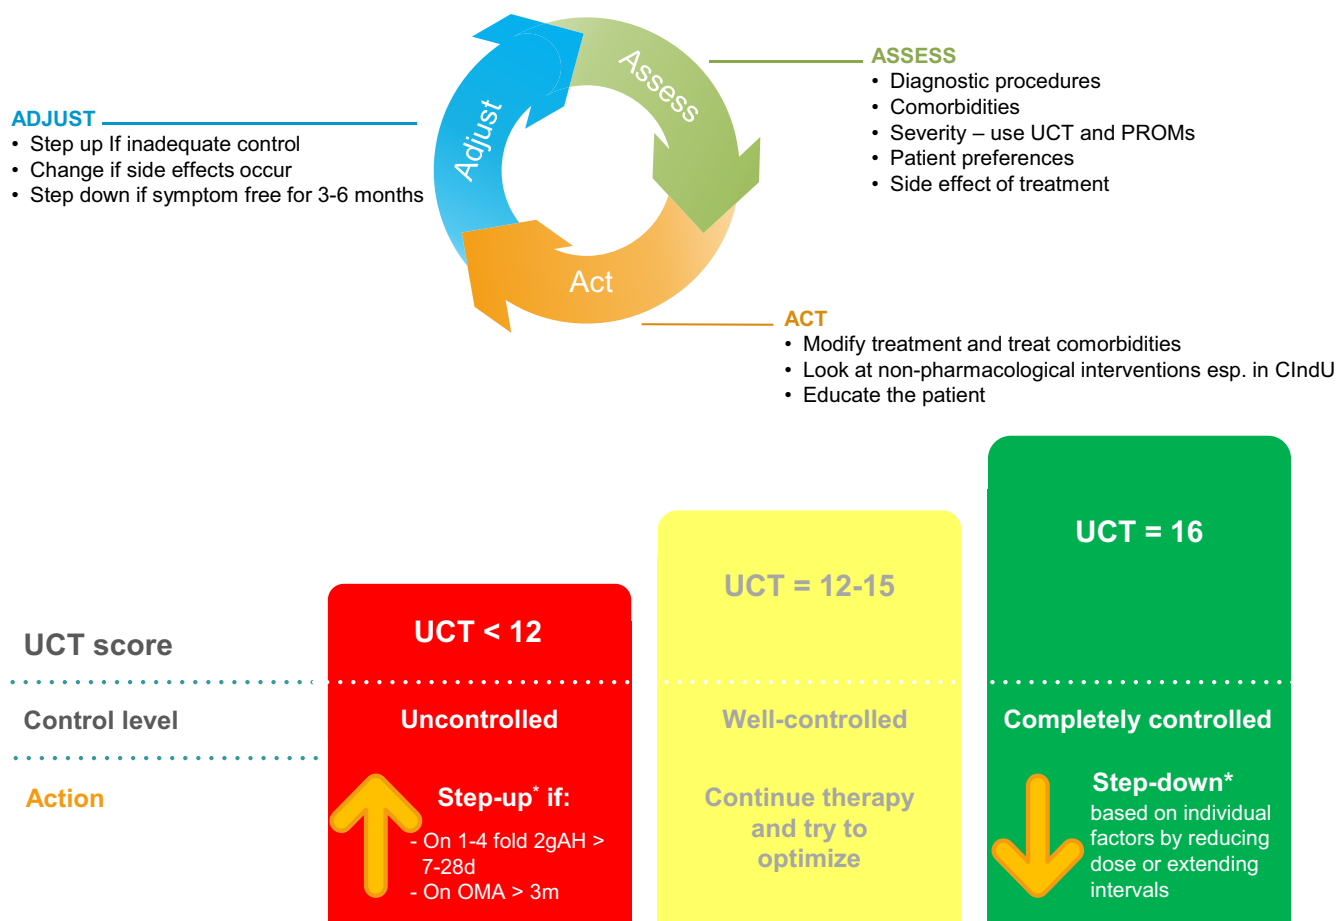 Assess
Adjust
Act
ASSESS
• Diagnostic procedures
• Comorbidities
• Severity – use UCT and PROMs
• Patient preferences
• Side effect of treatment
ADJUST
• Step up If inadequate control
• Change if side effects occur
• Step down if symptom free for 3-6 months
ACT
• Modify treatment and treat comorbidities
• Look at non-pharmacological interventions esp. in CIndU
• Educate the patient
UCT score
UCT < 12
UCT = 12-15
UCT = 16
Control level
Uncontrolled
Well-controlled
Completely controlled
Action
Step-up* if:
- On 1-4 fold 2gAH >
7-28d
- On OMA > 3m
Continue therapy
and try to
optimize
Step-down*
based on individual
factors by reducing
dose or extending
intervals